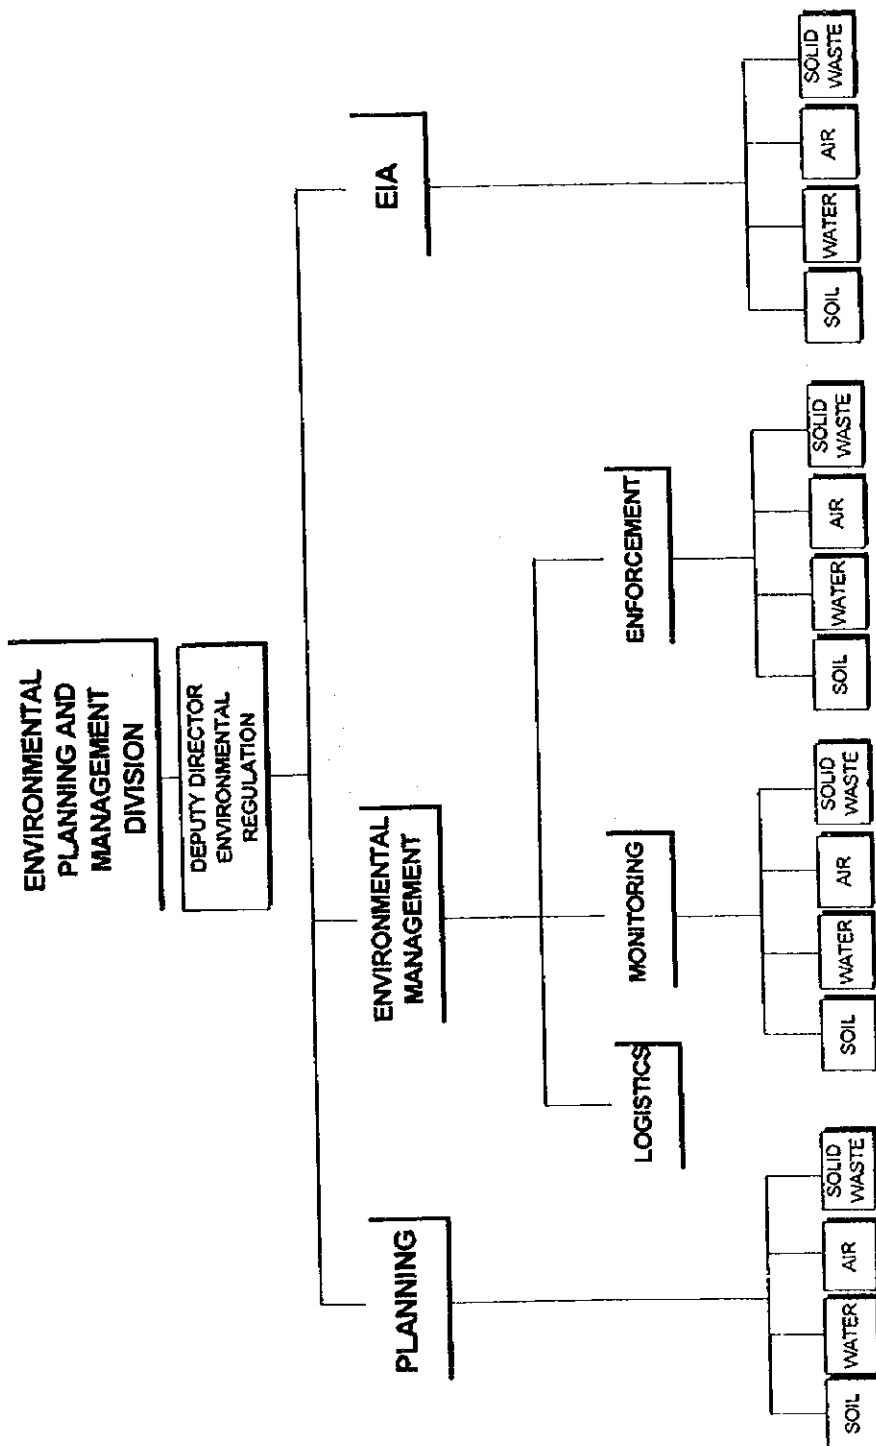 ENVIRONMENTAL
PLANNING AND
MANAGEMENT
DIVISION
DEPUTY DIRECTOR
ENVIRONMENTAL
REGULATION
PLANNING
ENVIRONMENTAL
MANAGEMENT
EIA
LOGISTICS
MONITORING
ENFORCEMENT
SOIL
WATER
AIR
SOLID
WASTE
SOIL
WATER
AIR
SOLID
WASTE
SOIL
WATER
AIR
SOLID
WASTE
SOIL
WATER
AIR
SOLID
WASTE